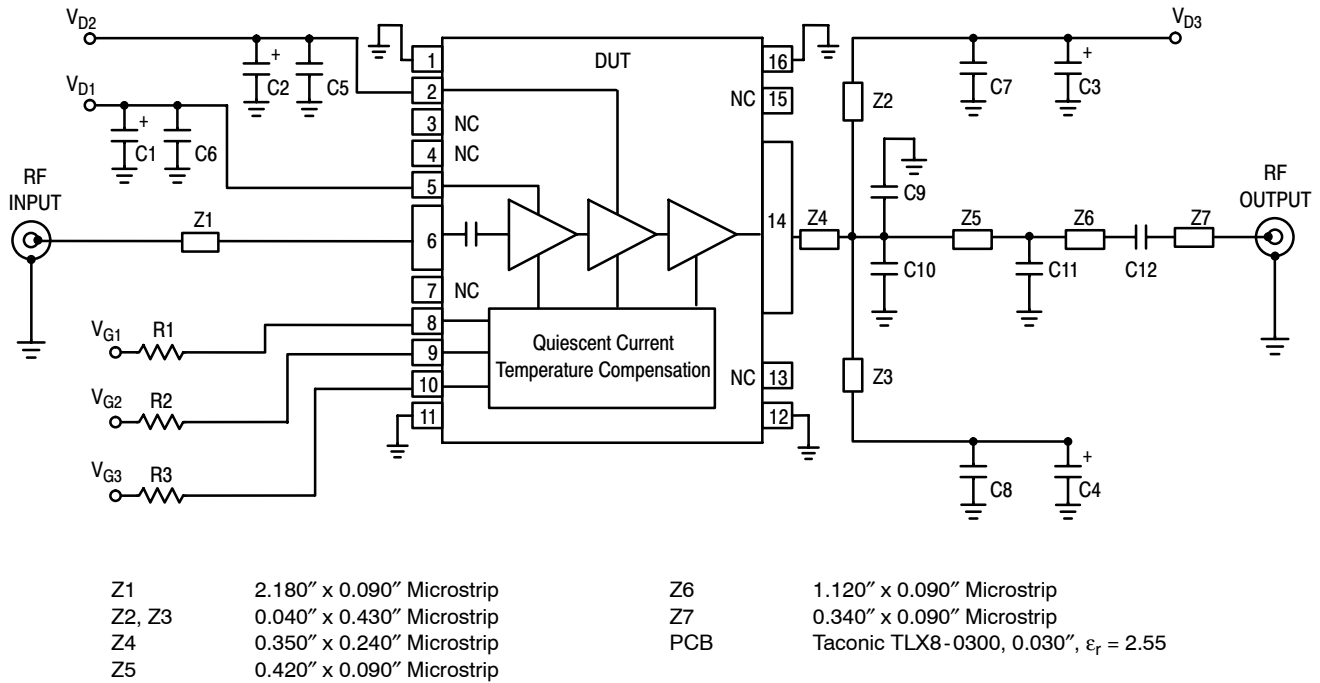 V_D2
+
C2
C5
V_D1
+
C1
C6
RF
INPUT
Z1
V_G1
R1
V_G2
R2
V_G3
R3
DUT
1
2
3 NC
4 NC
5
6
7 NC
8
9
10
11
Quiescent Current
Temperature Compensation
16
NC 15
14
NC 13
12
V_D3
Z2
C7
+
C3
C9
Z4
C10
Z5
C11
Z6
C12
Z7
RF
OUTPUT
Z3
C8
+
C4
Z1 2.180″ x 0.090″ Microstrip
Z2, Z3 0.040″ x 0.430″ Microstrip
Z4 0.350″ x 0.240″ Microstrip
Z5 0.420″ x 0.090″ Microstrip
Z6 1.120″ x 0.090″ Microstrip
Z7 0.340″ x 0.090″ Microstrip
PCB Taconic TLX8-0300, 0.030″, εr = 2.55